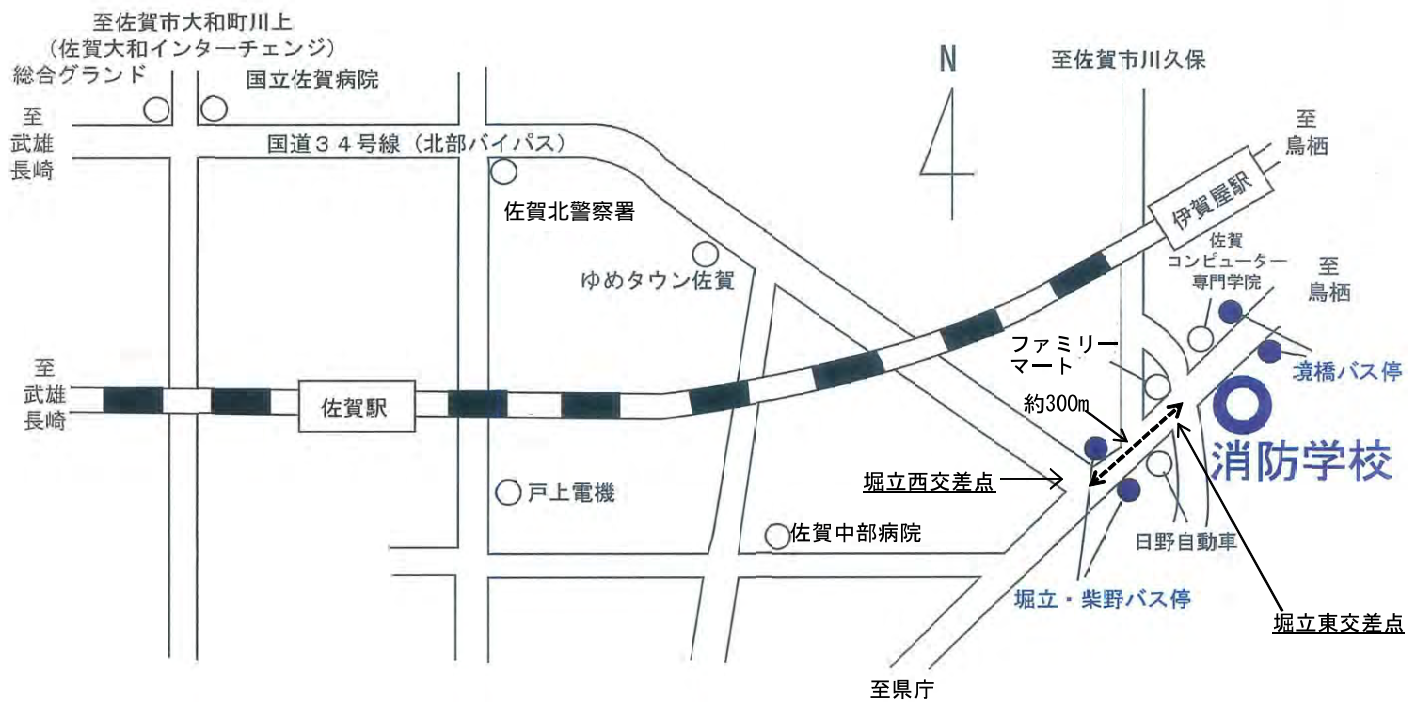 至佐賀市大和町川上
（佐賀大和インターチェンジ）
総合グランド
国立佐賀病院
N
至佐賀市川久保
至
武雄
長崎
国道３４号線（北部バイパス）
至
鳥栖
伊賀屋駅
佐賀北警察署
佐賀
コンピューター
専門学院
ゆめタウン佐賀
至
鳥栖
ファミリー
マート
境橋バス停
至
武雄
長崎
佐賀駅
約300m
消防学校
堀立西交差点
戸上電機
佐賀中部病院
日野自動車
堀立・柴野バス停
堀立東交差点
至県庁